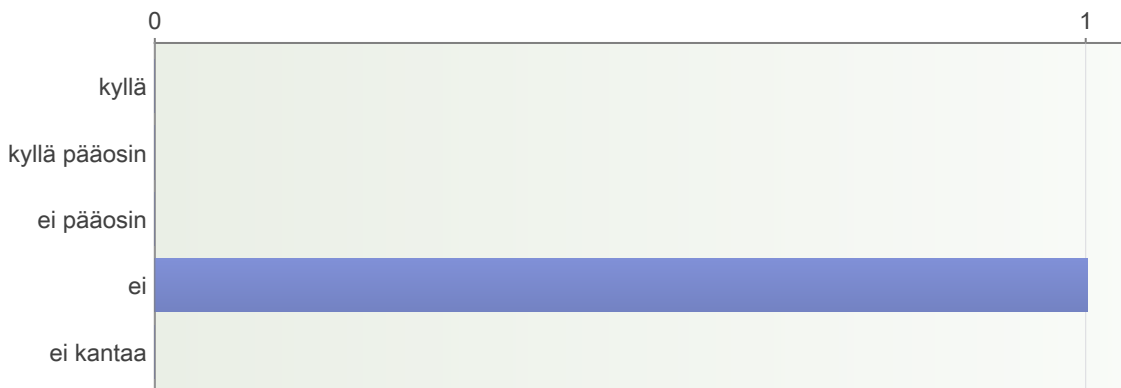 0 1
kyllä
kyllä pääosin
ei pääosin
ei
ei kantaa